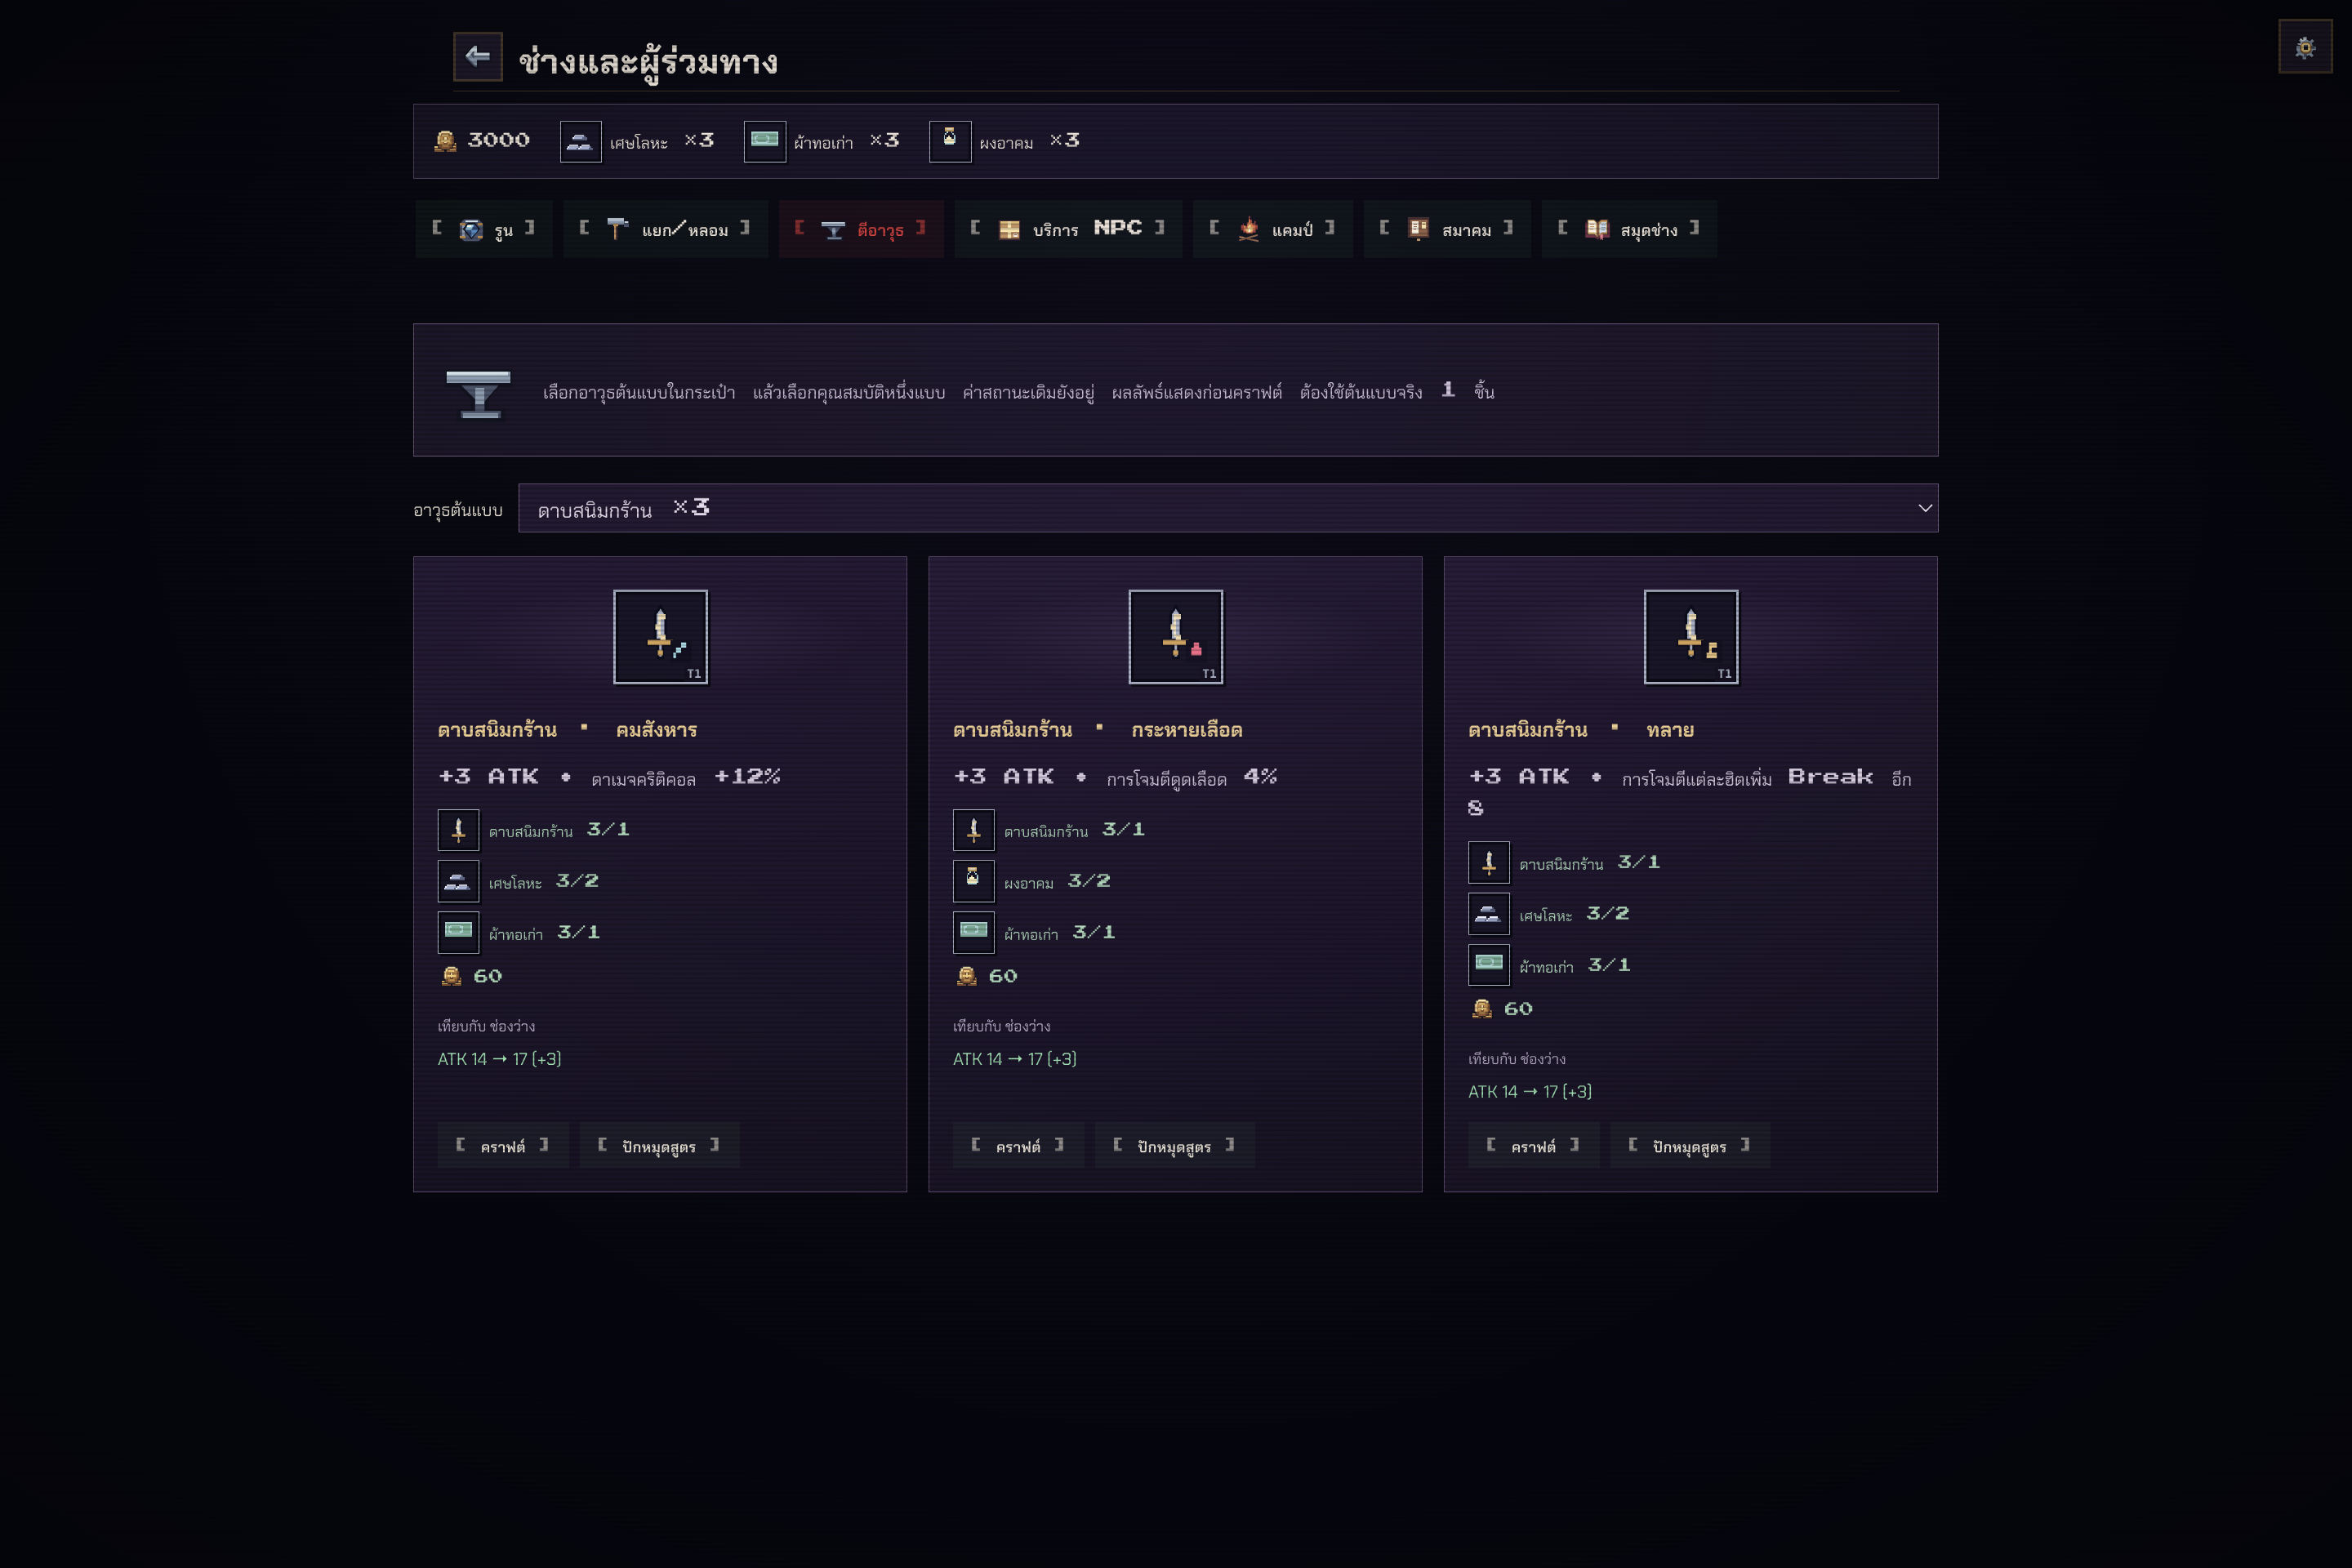 ช่างและผู้ร่วมทาง
3000 เศษโลหะ ×3 ผ้าทอเก่า ×3 ผงอาคม ×3
[ รูน ] [ แยก/หลอม ] [ ตีอาวุธ ] [ บริการ NPC ] [ แคมป์ ] [ สมาคม ] [ สมุดช่าง ]
เลือกอาวุธต้นแบบในกระเป๋า แล้วเลือกคุณสมบัติหนึ่งแบบ ค่าสถานะเดิมยังอยู่ ผลลัพธ์แสดงก่อนคราฟต์ ต้องใช้ต้นแบบจริง 1 ชิ้น
อาวุธต้นแบบ ดาบสนิมกร้าน ×3
T1
ดาบสนิมกร้าน · คมสังหาร
+3 ATK • ดาเมจคริติคอล +12%
ดาบสนิมกร้าน 3/1
เศษโลหะ 3/2
ผ้าทอเก่า 3/1
60
เทียบกับ ช่องว่าง
ATK 14 → 17 (+3)
[ คราฟต์ ] [ ปักหมุดสูตร ]
T1
ดาบสนิมกร้าน · กระหายเลือด
+3 ATK • การโจมตีดูดเลือด 4%
ดาบสนิมกร้าน 3/1
ผงอาคม 3/2
ผ้าทอเก่า 3/1
60
เทียบกับ ช่องว่าง
ATK 14 → 17 (+3)
[ คราฟต์ ] [ ปักหมุดสูตร ]
T1
ดาบสนิมกร้าน · ทลาย
+3 ATK • การโจมตีแต่ละฮิตเพิ่ม Break อีก
8
ดาบสนิมกร้าน 3/1
เศษโลหะ 3/2
ผ้าทอเก่า 3/1
60
เทียบกับ ช่องว่าง
ATK 14 → 17 (+3)
[ คราฟต์ ] [ ปักหมุดสูตร ]